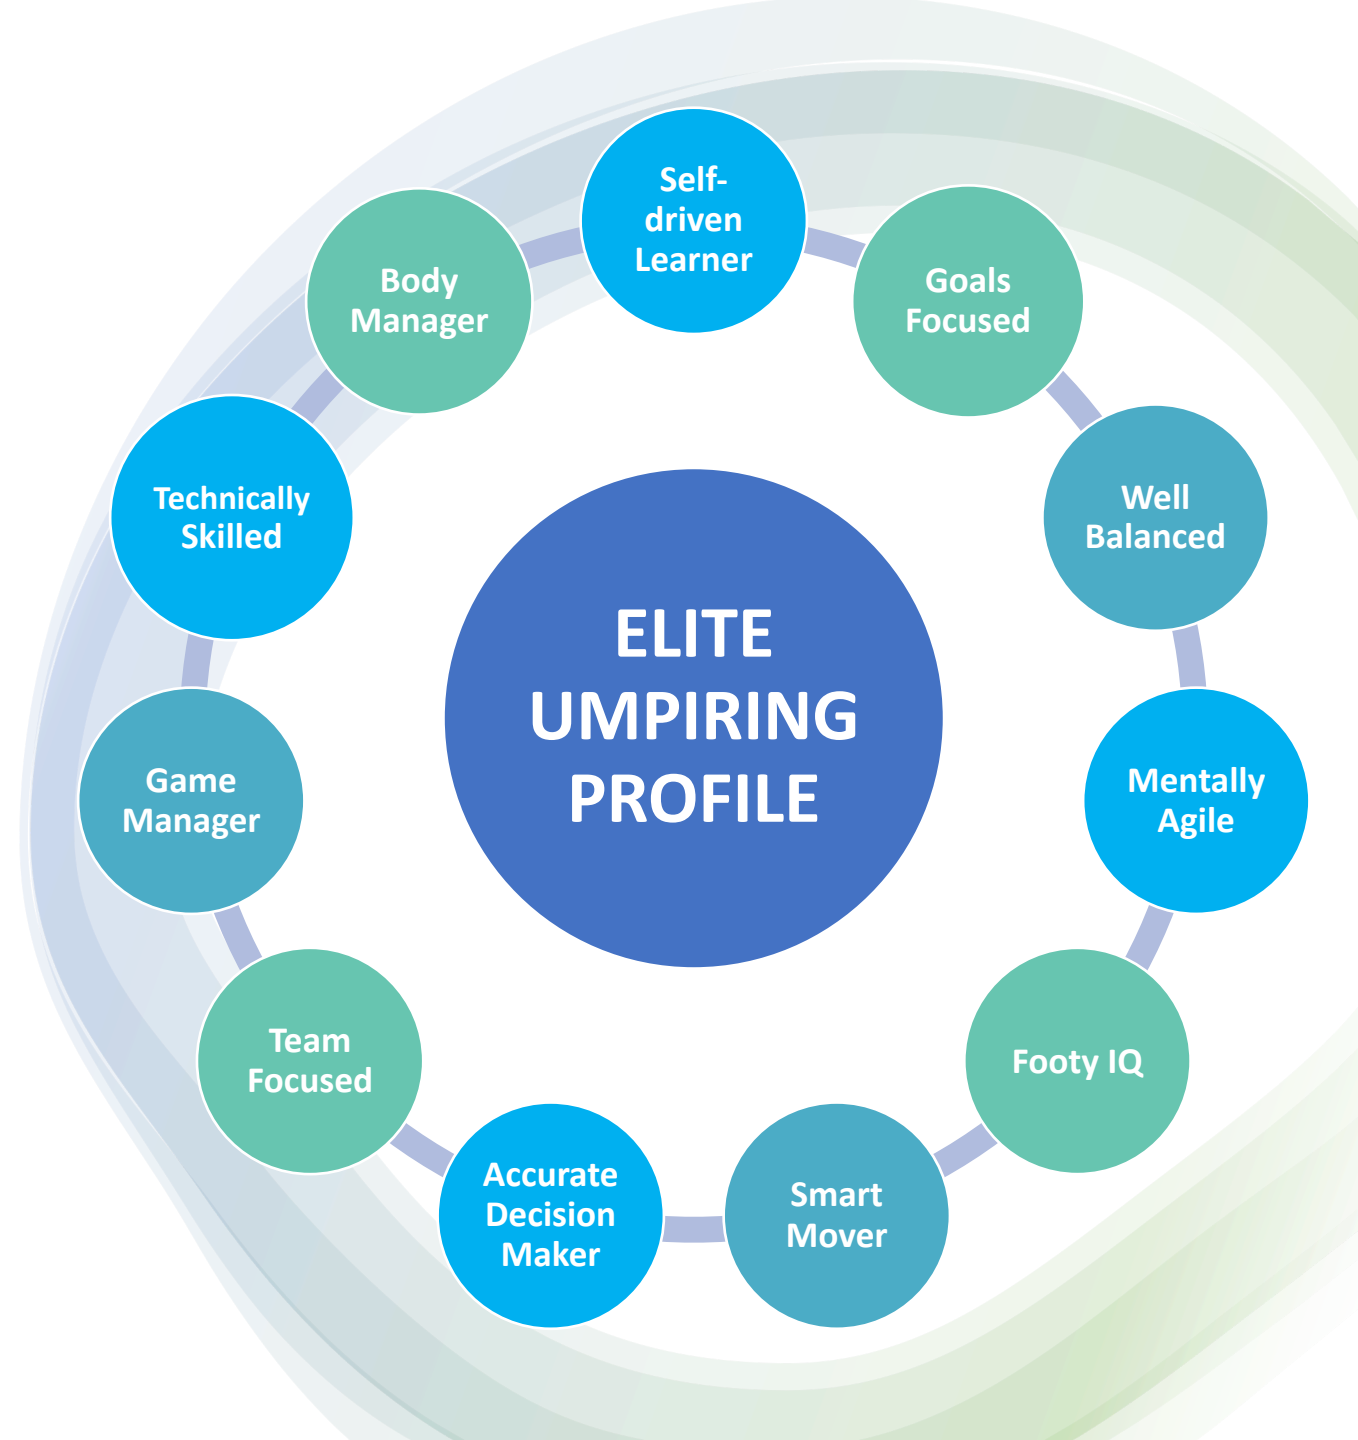 Self-
driven
Learner
Goals
Focused
Well
Balanced
Mentally
Agile
Footy IQ
Smart
Mover
Accurate
Decision
Maker
Team
Focused
Game
Manager
Technically
Skilled
Body
Manager
ELITE
UMPIRING
PROFILE